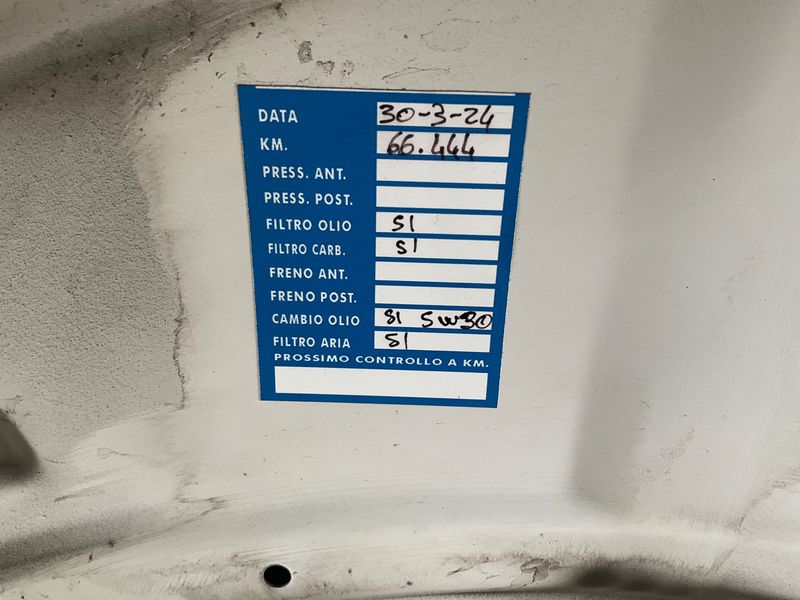 DATA 30-3-24
KM. 66.444
PRESS. ANT.
PRESS. POST.
FILTRO OLIO SI
FILTRO CARB. SI
FRENO ANT.
FRENO POST.
CAMBIO OLIO SI 5W30
FILTRO ARIA SI
PROSSIMO CONTROLLO A KM.